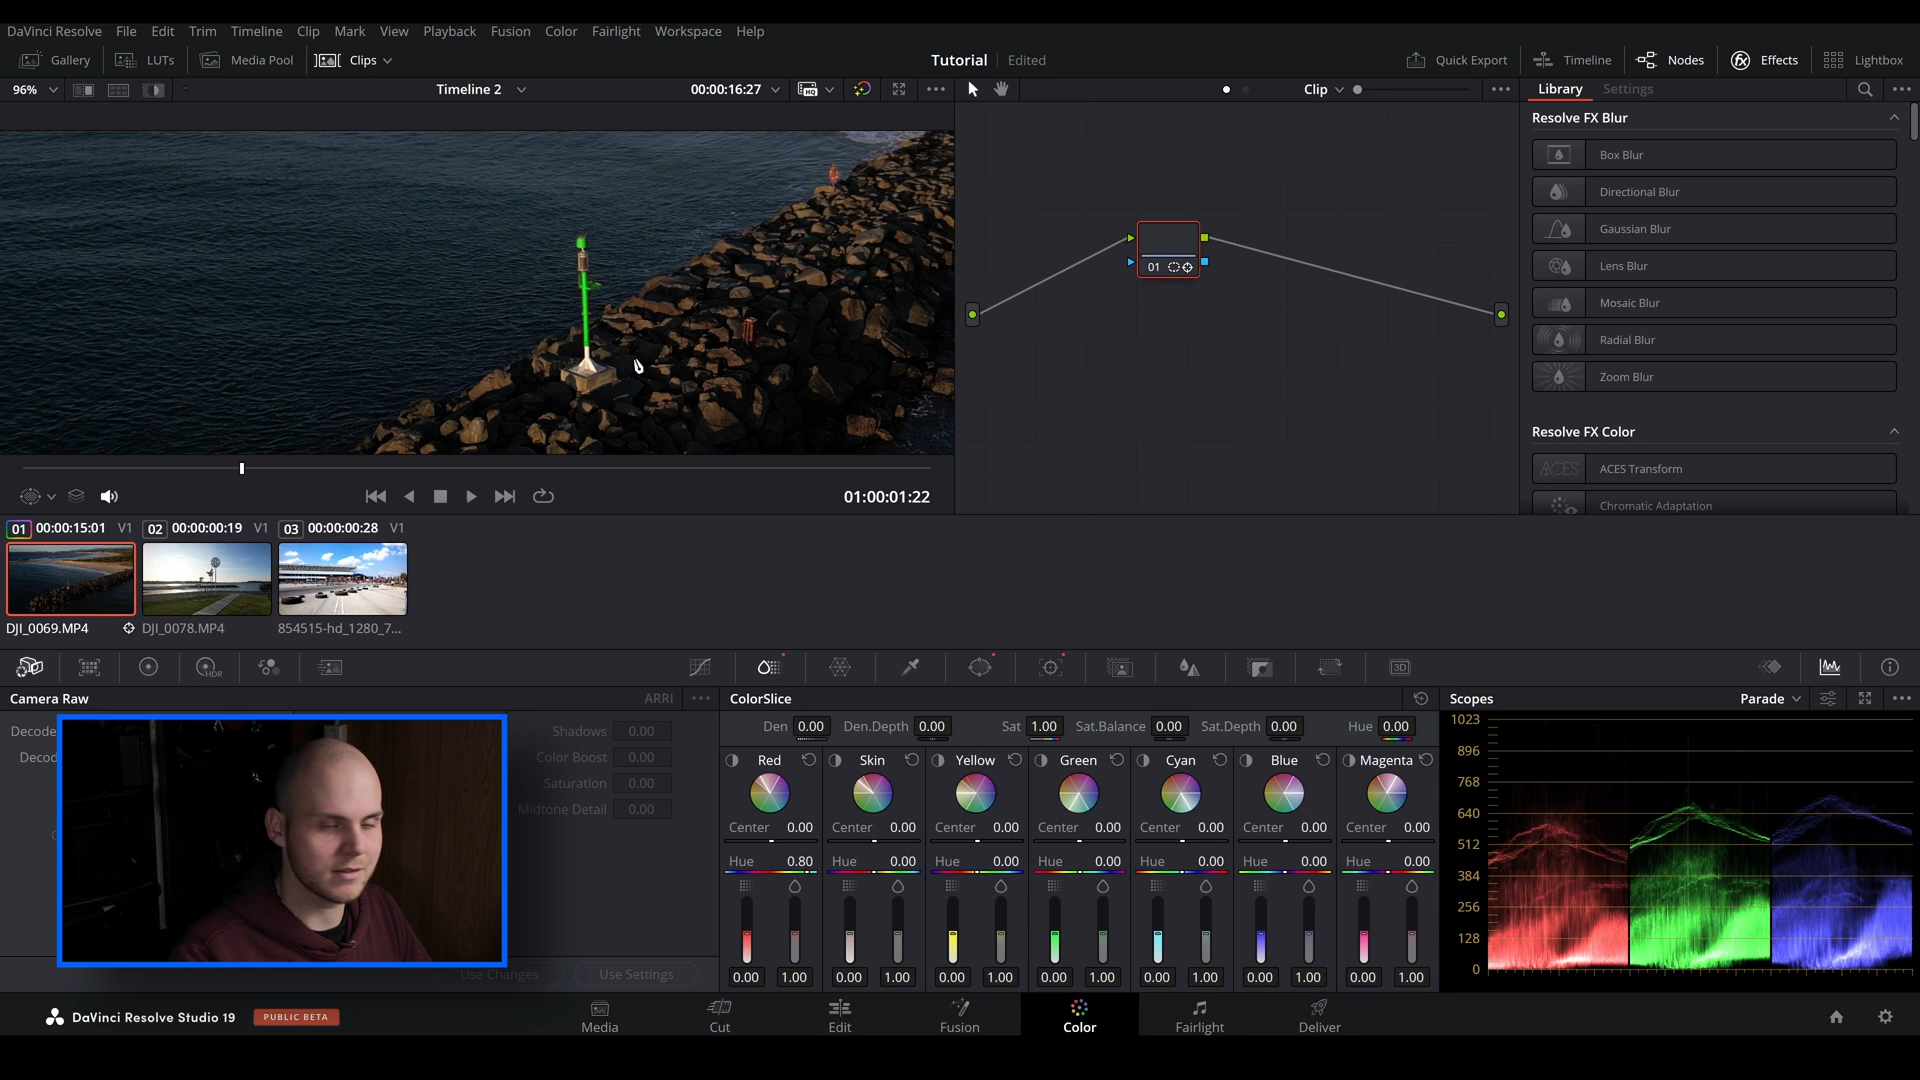 DaVinci Resolve File Edit Trim Timeline Clip Mark View Playback Fusion Color Fairlight Workspace Help
Gallery LUTs Media Pool Clips Tutorial Edited Quick Export Timeline Nodes Effects Lightbox
96% Timeline 2 00:00:16:27 Clip Library Settings
Resolve FX Blur
Box Blur
Directional Blur
Gaussian Blur
Lens Blur
Mosaic Blur
Radial Blur
Zoom Blur
Resolve FX Color
ACES Transform
Chromatic Adaptation
01
01:00:01:22
01 00:00:15:01 V1 02 00:00:00:19 V1 03 00:00:00:28 V1
DJI_0069.MP4 DJI_0078.MP4 854515-hd_1280_7...
HDR 3D
Camera Raw ARRI ColorSlice Scopes Parade
Decode
Decod
Shadows 0.00
Color Boost 0.00
Saturation 0.00
Midtone Detail 0.00
Use Changes Use Settings
Den 0.00 Den.Depth 0.00 Sat 1.00 Sat.Balance 0.00 Sat.Depth 0.00 Hue 0.00
Red Skin Yellow Green Cyan Blue Magenta
Center 0.00 Center 0.00 Center 0.00 Center 0.00 Center 0.00 Center 0.00 Center 0.00
Hue 0.80 Hue 0.00 Hue 0.00 Hue 0.00 Hue 0.00 Hue 0.00 Hue 0.00
0.00 1.00 0.00 1.00 0.00 1.00 0.00 1.00 0.00 1.00 0.00 1.00 0.00 1.00
1023
896
768
640
512
384
256
128
0
DaVinci Resolve Studio 19 PUBLIC BETA Media Cut Edit Fusion Color Fairlight Deliver